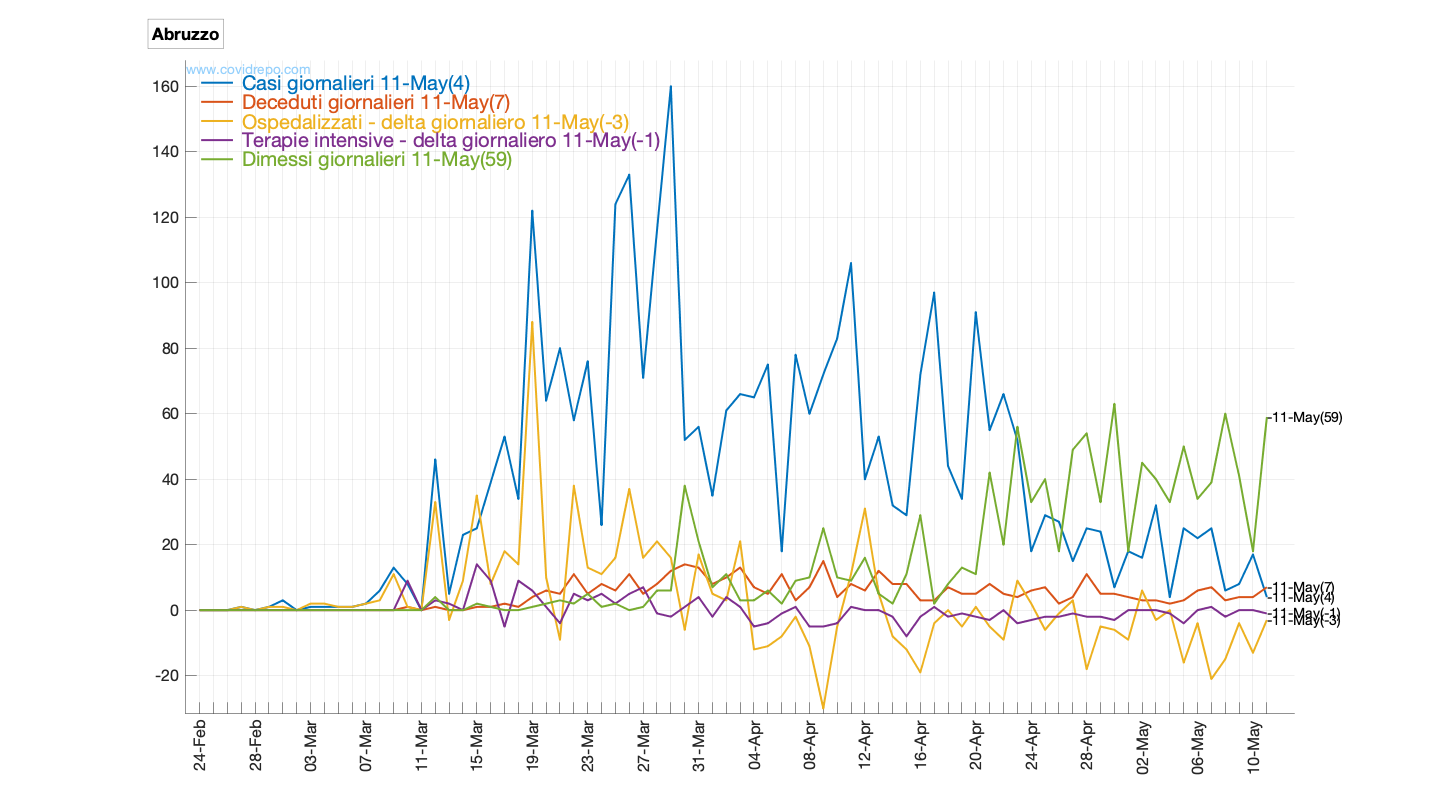 Abruzzo
www.covidrepo.com
Casi giornalieri 11-May(4)
Deceduti giornalieri 11-May(7)
Ospedalizzati - delta giornaliero 11-May(-3)
Terapie intensive - delta giornaliero 11-May(-1)
Dimessi giornalieri 11-May(59)
160
140
120
100
80
60
40
20
0
-20
11-May(59)
11-May(7)
11-May(4)
11-May(-1)
11-May(-3)
24-Feb
28-Feb
03-Mar
07-Mar
11-Mar
15-Mar
19-Mar
23-Mar
27-Mar
31-Mar
04-Apr
08-Apr
12-Apr
16-Apr
20-Apr
24-Apr
28-Apr
02-May
06-May
10-May